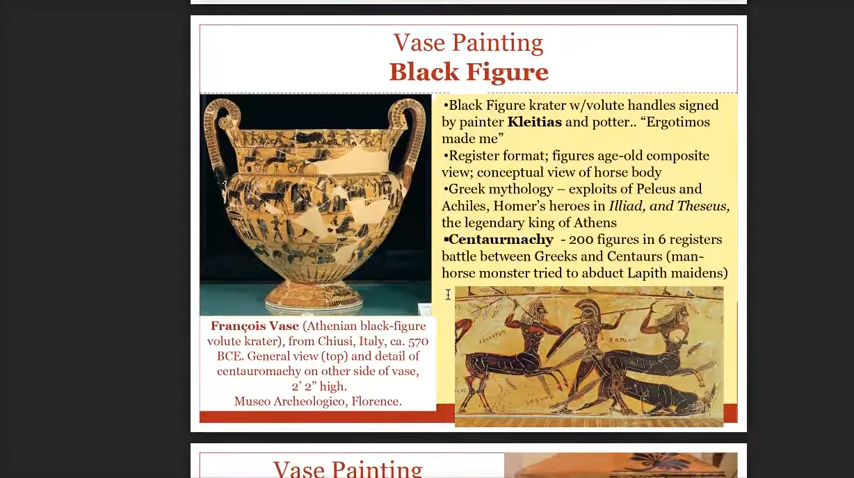 Vase Painting
Black Figure
•Black Figure krater w/volute handles signed
by painter Kleitias and potter.. “Ergotimos
made me”
•Register format; figures age-old composite
view; conceptual view of horse body
•Greek mythology – exploits of Peleus and
Achiles, Homer's heroes in Illiad, and Theseus,
the legendary king of Athens
▪Centaurmachy - 200 figures in 6 registers
battle between Greeks and Centaurs (man-
horse monster tried to abduct Lapith maidens)
François Vase (Athenian black-figure
volute krater), from Chiusi, Italy, ca. 570
BCE. General view (top) and detail of
centauromachy on other side of vase,
2’ 2” high.
Museo Archeologico, Florence.
Vase Painting